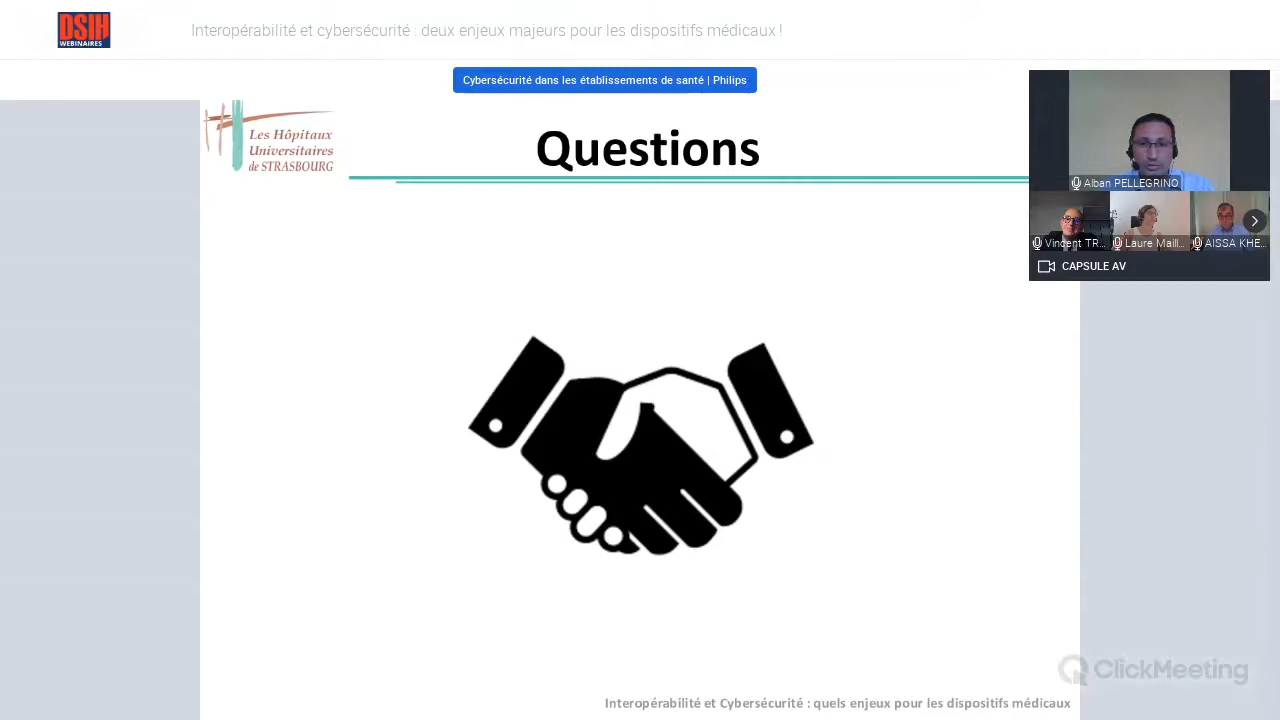 DSIH
WEBINAIRES
Interopérabilité et cybersécurité : deux enjeux majeurs pour les dispositifs médicaux !
Cybersécurité dans les établissements de santé | Philips
Les Hôpitaux
Universitaires
de STRASBOURG
Questions
Alban PELLEGRINO
Vincent TR...
Laure Maill...
AISSA KHE...
CAPSULE AV
ClickMeeting
Interopérabilité et Cybersécurité : quels enjeux pour les dispositifs médicaux